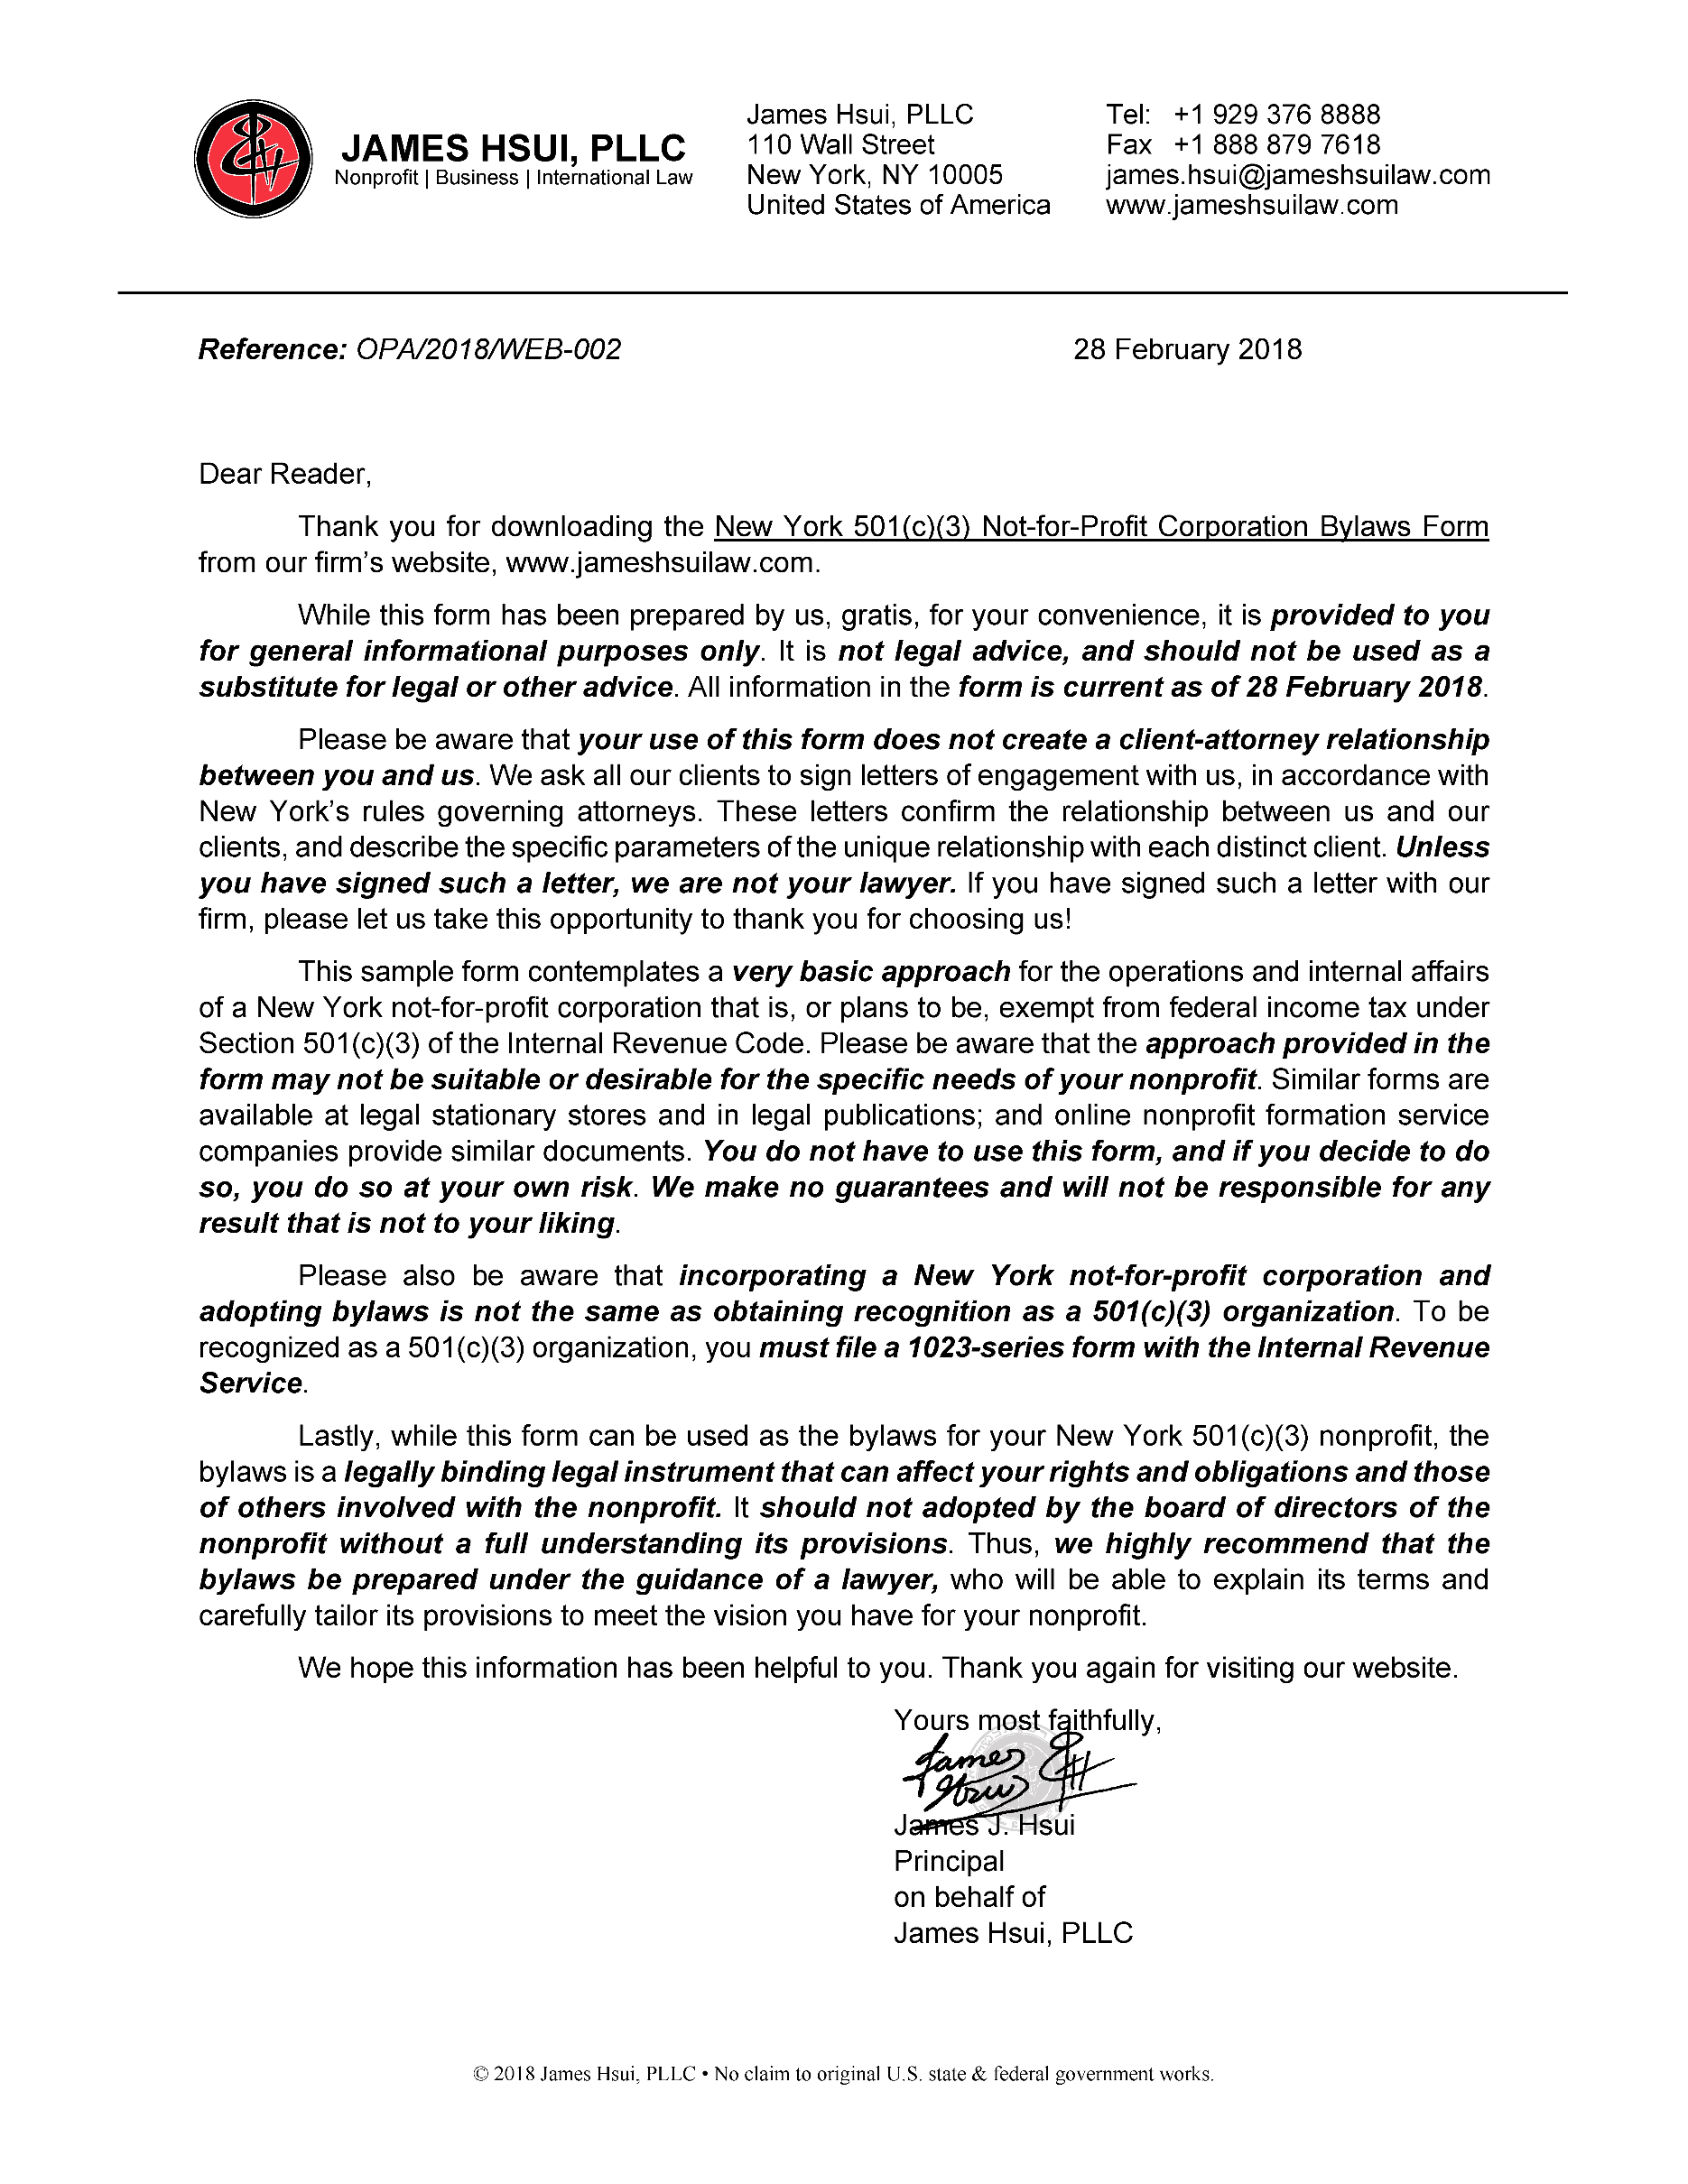 JAMES HSUI, PLLC
Nonprofit | Business | International Law
James Hsui, PLLC
110 Wall Street
New York, NY 10005
United States of America
Tel: +1 929 376 8888
Fax +1 888 879 7618
james.hsui@jameshsuilaw.com
www.jameshsuilaw.com
Reference: OPA/2018/WEB-002 28 February 2018
Dear Reader,
Thank you for downloading the New York 501(c)(3) Not-for-Profit Corporation Bylaws Form
from our firm’s website, www.jameshsuilaw.com.
While this form has been prepared by us, gratis, for your convenience, it is provided to you
for general informational purposes only. It is not legal advice, and should not be used as a
substitute for legal or other advice. All information in the form is current as of 28 February 2018.
Please be aware that your use of this form does not create a client-attorney relationship
between you and us. We ask all our clients to sign letters of engagement with us, in accordance with
New York’s rules governing attorneys. These letters confirm the relationship between us and our
clients, and describe the specific parameters of the unique relationship with each distinct client. Unless
you have signed such a letter, we are not your lawyer. If you have signed such a letter with our
firm, please let us take this opportunity to thank you for choosing us!
This sample form contemplates a very basic approach for the operations and internal affairs
of a New York not-for-profit corporation that is, or plans to be, exempt from federal income tax under
Section 501(c)(3) of the Internal Revenue Code. Please be aware that the approach provided in the
form may not be suitable or desirable for the specific needs of your nonprofit. Similar forms are
available at legal stationary stores and in legal publications; and online nonprofit formation service
companies provide similar documents. You do not have to use this form, and if you decide to do
so, you do so at your own risk. We make no guarantees and will not be responsible for any
result that is not to your liking.
Please also be aware that incorporating a New York not-for-profit corporation and
adopting bylaws is not the same as obtaining recognition as a 501(c)(3) organization. To be
recognized as a 501(c)(3) organization, you must file a 1023-series form with the Internal Revenue
Service.
Lastly, while this form can be used as the bylaws for your New York 501(c)(3) nonprofit, the
bylaws is a legally binding legal instrument that can affect your rights and obligations and those
of others involved with the nonprofit. It should not adopted by the board of directors of the
nonprofit without a full understanding its provisions. Thus, we highly recommend that the
bylaws be prepared under the guidance of a lawyer, who will be able to explain its terms and
carefully tailor its provisions to meet the vision you have for your nonprofit.
We hope this information has been helpful to you. Thank you again for visiting our website.
Yours most faithfully,
James
Hsui
James J. Hsui
Principal
on behalf of
James Hsui, PLLC
© 2018 James Hsui, PLLC • No claim to original U.S. state & federal government works.